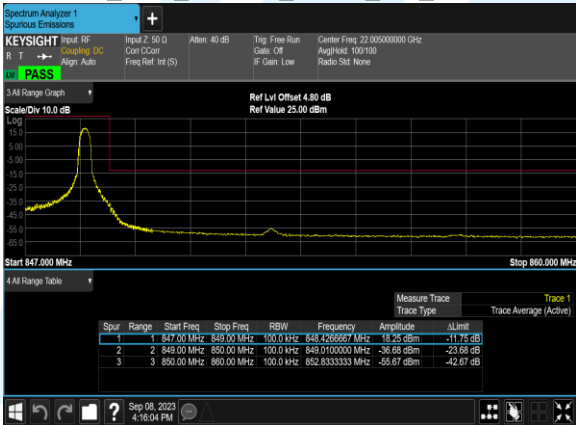 Spectrum Analyzer 1
Spurious Emissions
+
KEYSIGHT Input: RF
R T Coupling: DC
Align: Auto
Input Z: 50 Ω
Corr CCorr
Freq Ref: Int (S)
Atten: 40 dB
Trig: Free Run
Gate: Off
IF Gain: Low
Center Freq: 22.005000000 GHz
Avg|Hold: 100/100
Radio Std: None
PASS
3 All Range Graph
Scale/Div 10.0 dB
Ref Lvl Offset 4.80 dB
Ref Value 25.00 dBm
Log
15.0
5.00
-5.00
-15.0
-25.0
-35.0
-45.0
-55.0
-65.0
Start 847.000 MHz
Stop 860.000 MHz
4 All Range Table
Measure Trace Trace 1
Trace Type Trace Average (Active)
Spur Range Start Freq Stop Freq RBW Frequency Amplitude ΔLimit
1 1 847.00 MHz 849.00 MHz 100.0 kHz 848.4266667 MHz 18.25 dBm -11.75 dB
2 2 849.00 MHz 850.00 MHz 100.0 kHz 849.0100000 MHz -36.68 dBm -23.68 dB
3 3 850.00 MHz 860.00 MHz 100.0 kHz 852.8333333 MHz -55.67 dBm -42.67 dB
?
Sep 08, 2023
4:16:04 PM